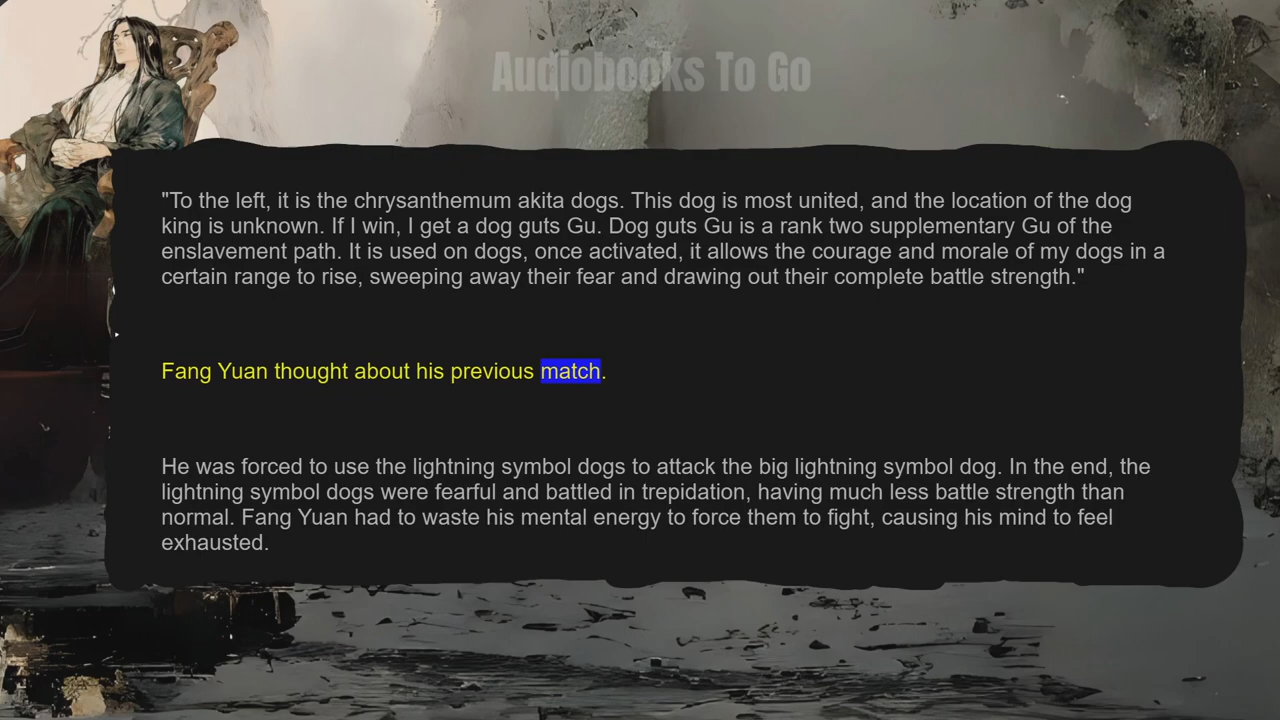 Audiobooks To Go
"To the left, it is the chrysanthemum akita dogs. This dog is most united, and the location of the dog
king is unknown. If I win, I get a dog guts Gu. Dog guts Gu is a rank two supplementary Gu of the
enslavement path. It is used on dogs, once activated, it allows the courage and morale of my dogs in a
certain range to rise, sweeping away their fear and drawing out their complete battle strength."
Fang Yuan thought about his previous match.
He was forced to use the lightning symbol dogs to attack the big lightning symbol dog. In the end, the
lightning symbol dogs were fearful and battled in trepidation, having much less battle strength than
normal. Fang Yuan had to waste his mental energy to force them to fight, causing his mind to feel
exhausted.